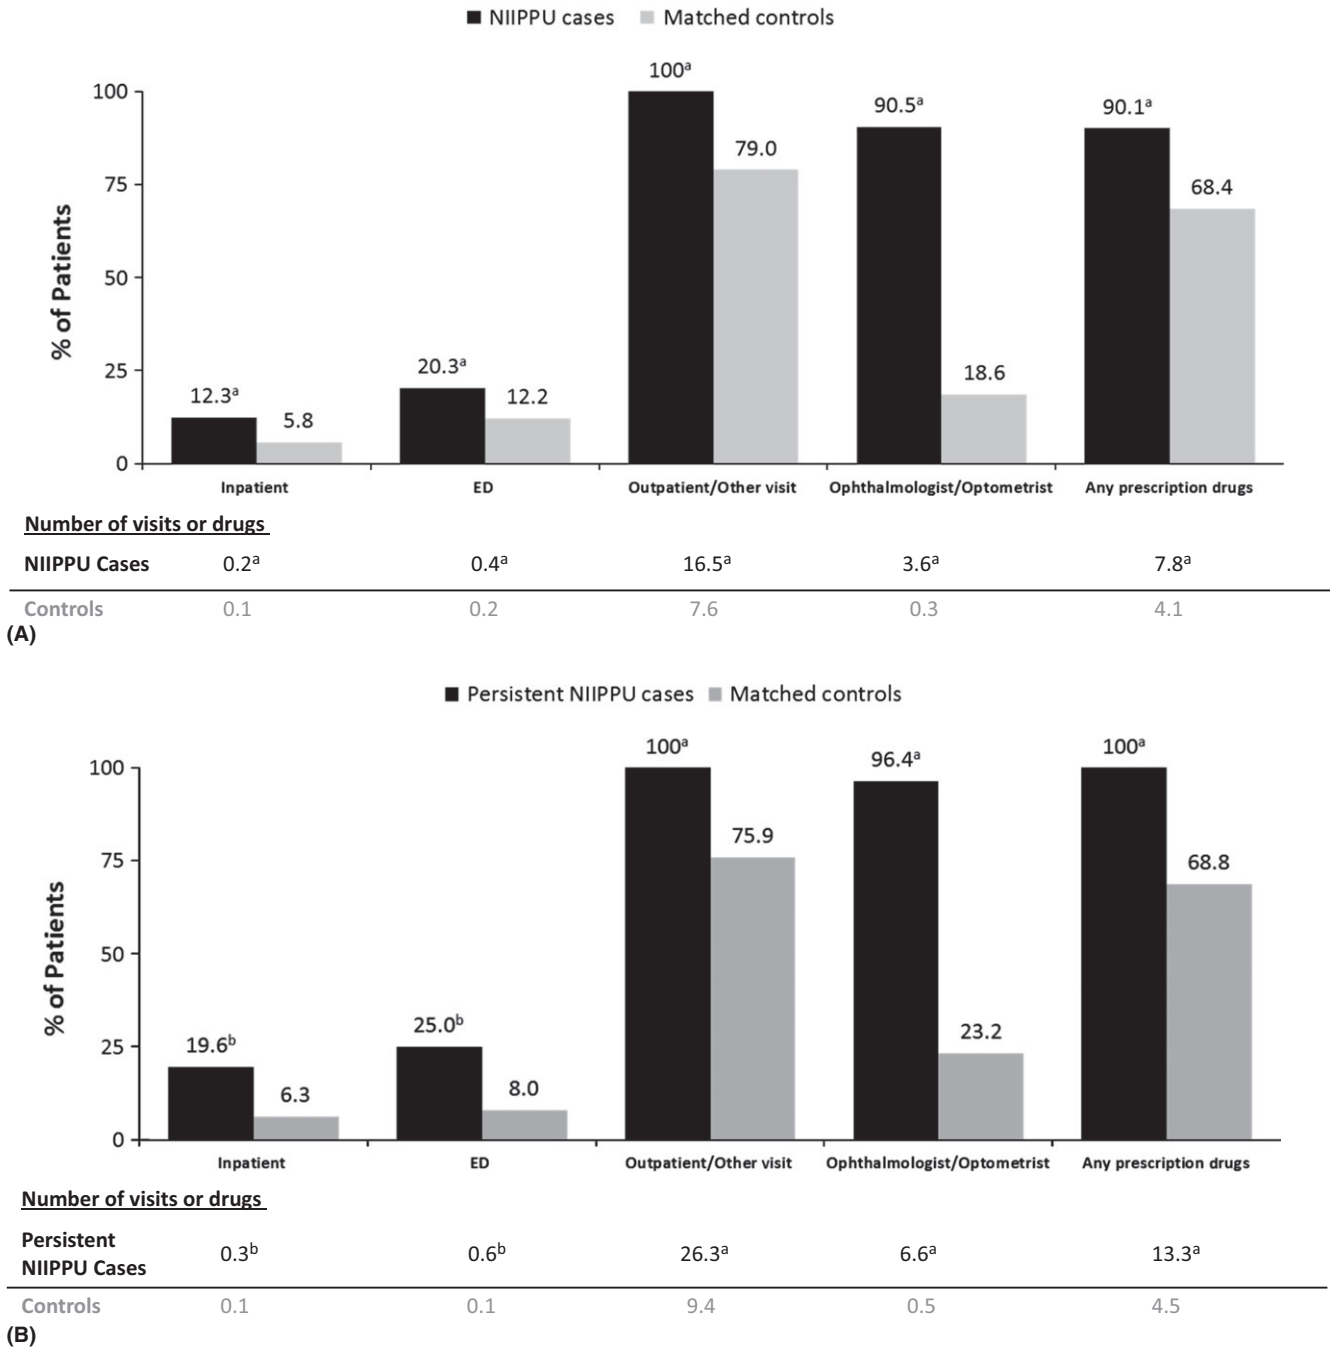 NIIPPU cases Matched controls
100ᵃ
100
90.5ᵃ
90.1ᵃ
79.0
75
68.4
% of Patients
50
25
20.3ᵃ
18.6
12.3ᵃ
12.2
5.8
0
Inpatient ED Outpatient/Other visit Ophthalmologist/Optometrist Any prescription drugs
Number of visits or drugs
NIIPPU Cases 0.2ᵃ 0.4ᵃ 16.5ᵃ 3.6ᵃ 7.8ᵃ
Controls 0.1 0.2 7.6 0.3 4.1
(A)
Persistent NIIPPU cases Matched controls
100ᵃ 100ᵃ
100
96.4ᵃ
75.9
75
68.8
% of Patients
50
25
25.0ᵇ
23.2
19.6ᵇ
8.0
6.3
0
Inpatient ED Outpatient/Other visit Ophthalmologist/Optometrist Any prescription drugs
Number of visits or drugs
Persistent
NIIPPU Cases 0.3ᵇ 0.6ᵇ 26.3ᵃ 6.6ᵃ 13.3ᵃ
Controls 0.1 0.1 9.4 0.5 4.5
(B)